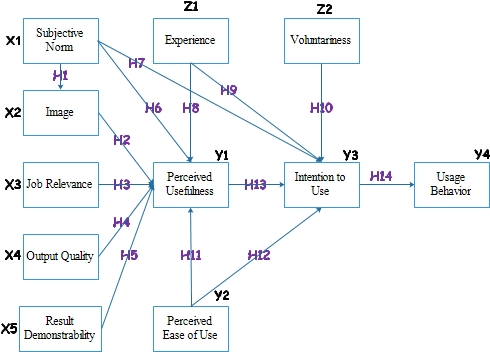 Z1
Z2
X1
Subjective
Norm
Experience
Voluntariness
H7
H1
H9
X2
Image
H6
H8
H10
H2
Y1
Y3
Y4
X3
Job Relevance
H3
Perceived
Usefulness
H13
Intention to
Use
H14
Usage
Behavior
H4
X4
Output Quality
H5
H11
H12
Y2
X5
Result
Demonstrability
Perceived
Ease of Use